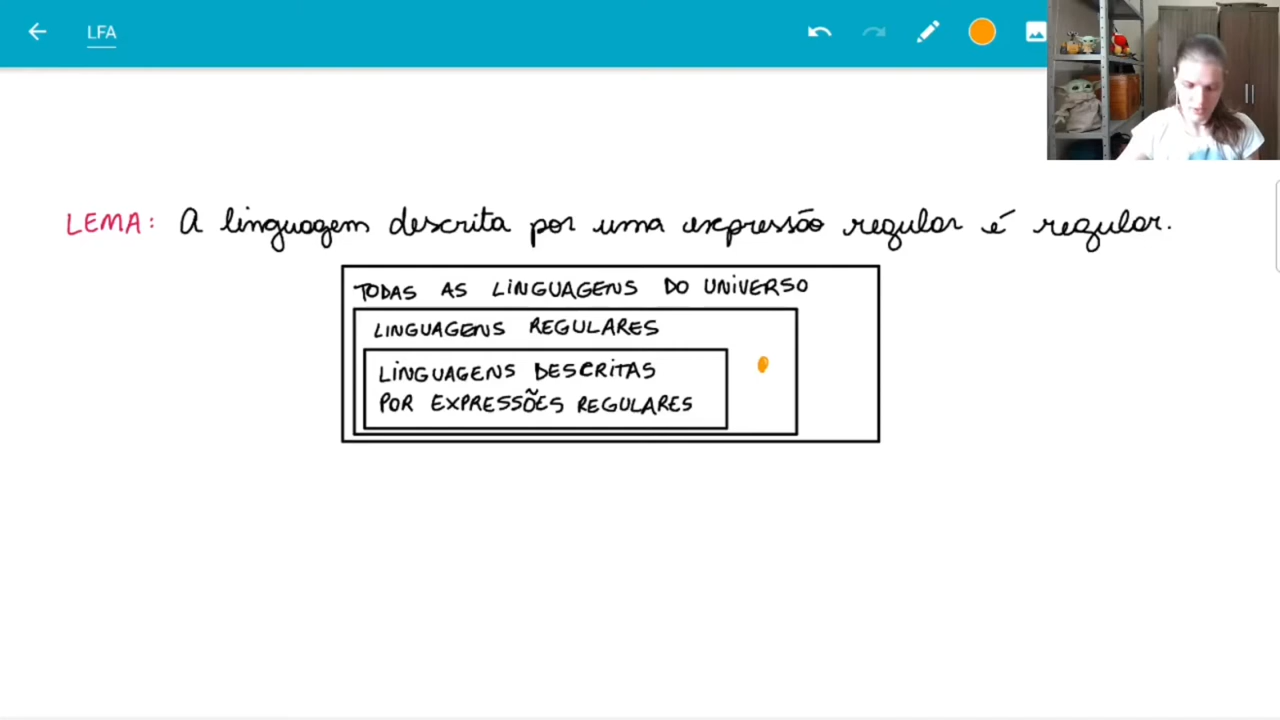 LFA
LEMA: A linguagem descrita por uma expressão regular é regular.
TODAS AS LINGUAGENS DO UNIVERSO
LINGUAGENS REGULARES
LINGUAGENS DESCRITAS
POR EXPRESSÕES REGULARES